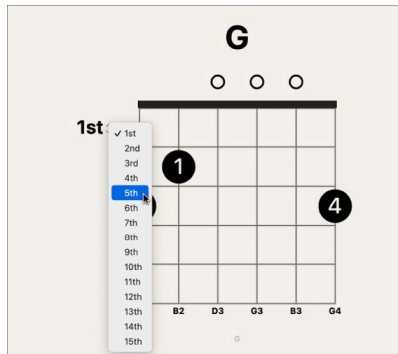 G
1st
✓ 1st
2nd
3rd
4th
5th
6th
7th
8th
9th
10th
11th
12th
13th
14th
15th
1
4
B2 D3 G3 B3 G4
G